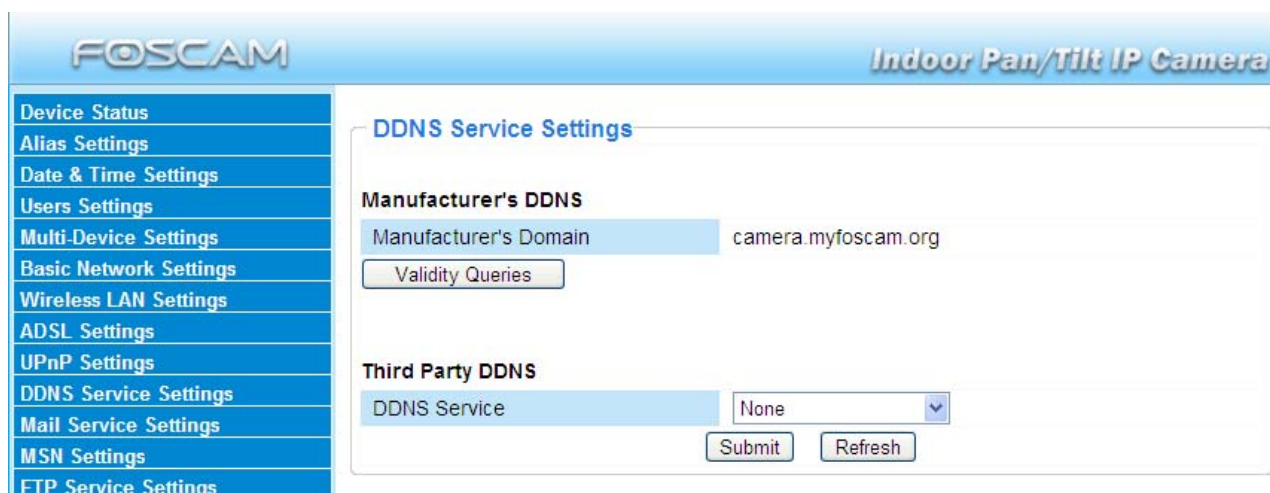 FOSCAM
Indoor Pan/Tilt IP Camera
Device Status
Alias Settings
Date & Time Settings
Users Settings
Multi-Device Settings
Basic Network Settings
Wireless LAN Settings
ADSL Settings
UPnP Settings
DDNS Service Settings
Mail Service Settings
MSN Settings
FTP Service Settings
DDNS Service Settings
Manufacturer's DDNS
Manufacturer's Domain camera.myfoscam.org
Validity Queries
Third Party DDNS
DDNS Service None
Submit Refresh